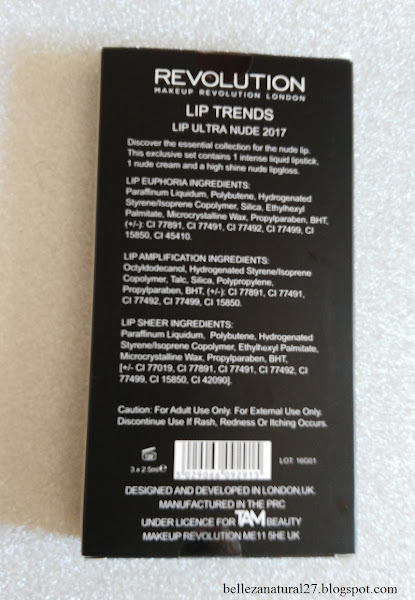 REVOLUTION
MAKEUP REVOLUTION LONDON
LIP TRENDS
LIP ULTRA NUDE 2017
Discover the essential collection for the nude lip.
This exclusive set contains 1 intense liquid lipstick,
1 nude cream and a high shine nude lipgloss.
LIP EUPHORIA INGREDIENTS:
Paraffinum Liquidum, Polybutene, Hydrogenated
Styrene/Isoprene Copolymer, Silica, Ethylhexyl
Palmitate, Microcrystalline Wax, Propylparaben, BHT,
(+/-): CI 77891, CI 77491, CI 77492, CI 77499, CI
15850, CI 45410.
LIP AMPLIFICATION INGREDIENTS:
Octyldodecanol, Hydrogenated Styrene/Isoprene
Copolymer, Talc, Silica, Polypropylene,
Propylparaben, BHT, (+/-): CI 77891, CI 77491,
CI 77492, CI 77499, CI 15850.
LIP SHEER INGREDIENTS:
Paraffinum Liquidum, Polybutene, Hydrogenated
Styrene/Isoprene Copolymer, Ethylhexyl Palmitate,
Microcrystalline Wax, Propylparaben, BHT,
[+/- CI 77019, CI 77891, CI 77491, CI 77492, CI
77499, CI 15850, CI 42090].
Caution: For Adult Use Only. For External Use Only.
Discontinue Use If Rash, Redness Or Itching Occurs.
3 x 2.5ml e
LOT: 16G01
DESIGNED AND DEVELOPED IN LONDON.UK.
MANUFACTURED IN THE PRC
UNDER LICENCE FOR TAM BEAUTY
MAKEUP REVOLUTION ME11 5HE UK
bellezanatural27.blogspot.com